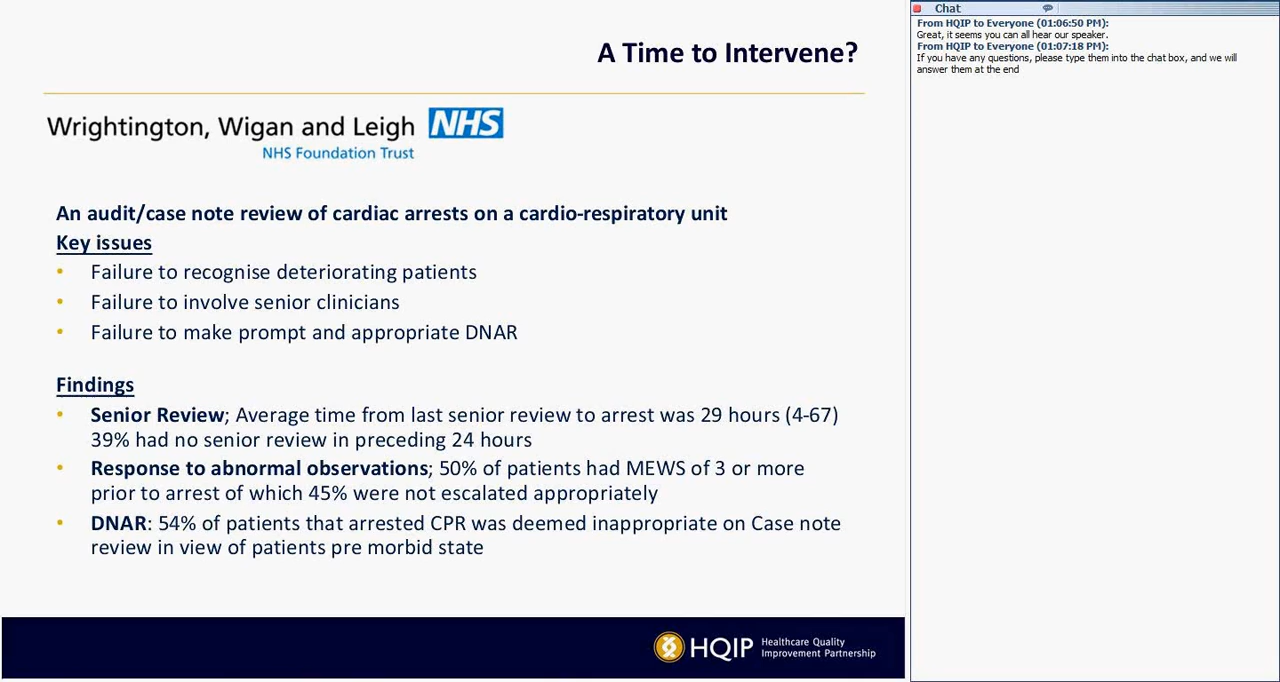 A Time to Intervene?
Wrightington, Wigan and Leigh NHS
NHS Foundation Trust
An audit/case note review of cardiac arrests on a cardio-respiratory unit
Key issues
• Failure to recognise deteriorating patients
• Failure to involve senior clinicians
• Failure to make prompt and appropriate DNAR
Findings
• Senior Review; Average time from last senior review to arrest was 29 hours (4-67)
39% had no senior review in preceding 24 hours
• Response to abnormal observations; 50% of patients had MEWS of 3 or more
prior to arrest of which 45% were not escalated appropriately
• DNAR: 54% of patients that arrested CPR was deemed inappropriate on Case note
review in view of patients pre morbid state
HQIP Healthcare Quality
Improvement Partnership
Chat
From HQIP to Everyone (01:06:50 PM):
Great, it seems you can all hear our speaker.
From HQIP to Everyone (01:07:18 PM):
If you have any questions, please type them into the chat box, and we will
answer them at the end